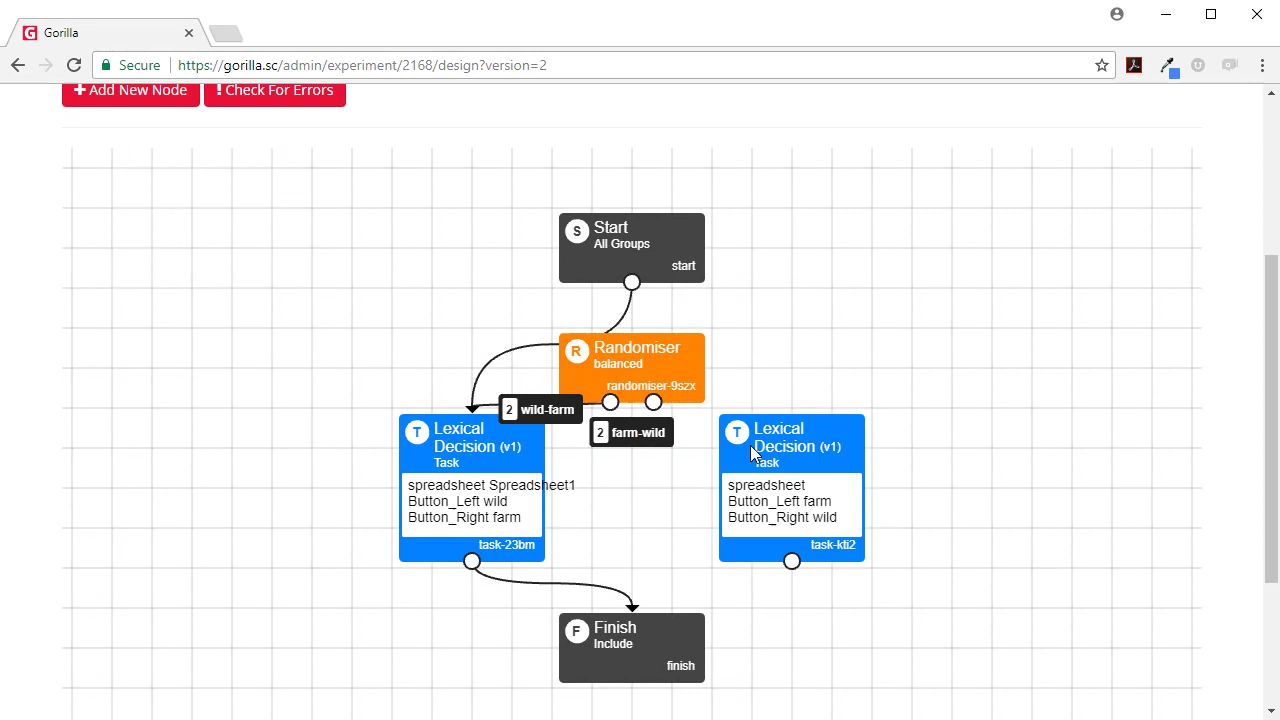 Gorilla
Secure https://gorilla.sc/admin/experiment/2168/design?version=2
Add New Node
! Check For Errors
S Start
All Groups
start
R Randomiser
balanced
randomiser-9szx
2 wild-farm
2 farm-wild
T Lexical
Decision (v1)
Task
spreadsheet Spreadsheet1
Button_Left wild
Button_Right farm
task-23bm
T Lexical
Decision (v1)
Task
spreadsheet
Button_Left farm
Button_Right wild
task-kti2
F Finish
Include
finish